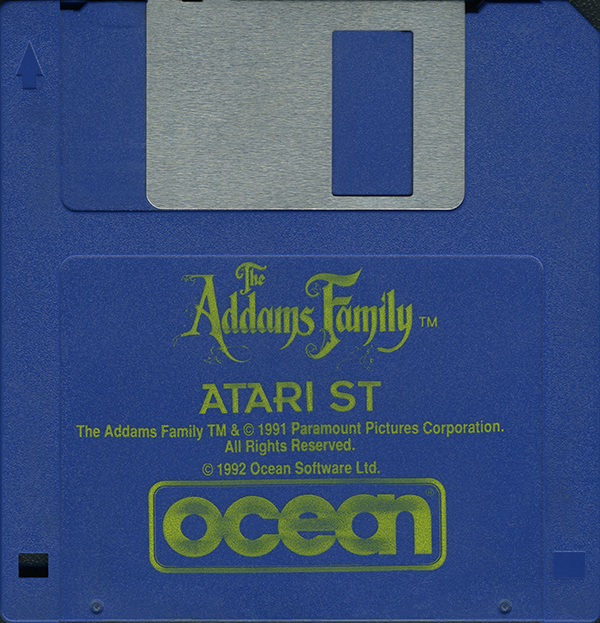 The
Addams Family TM
ATARI ST
The Addams Family TM & © 1991 Paramount Pictures Corporation.
All Rights Reserved.
© 1992 Ocean Software Ltd.
ocean®